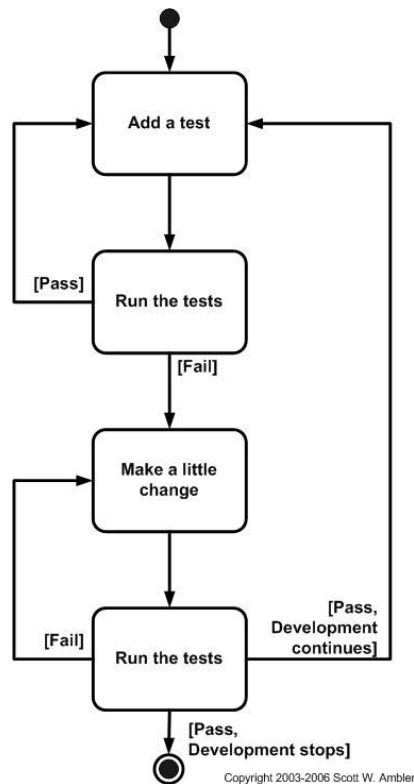 Add a test
[Pass]
Run the tests
[Fail]
Make a little
change
[Pass,
Development
continues]
[Fail]
Run the tests
[Pass,
Development stops]
Copyright 2003-2006 Scott W. Ambler